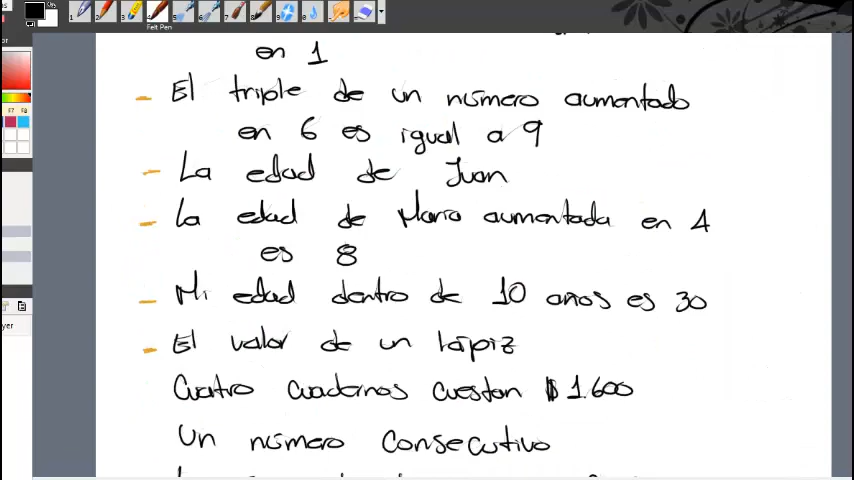 Felt Pen
en 1
- El triple de un número aumentado
en 6 es igual a 9
- La edad de Juan
- La edad de María aumentada en 4
es 8
- Mi edad dentro de 10 años es 30
- El valor de un lápiz
Cuatro cuadernos cuestan $ 1.600
Un número consecutivo